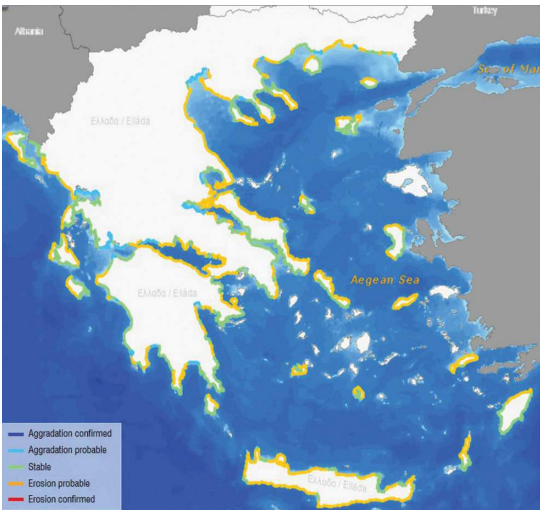 Albania
Turkey
Sea of Mar
Ελλάδα / Elláda
Aegean Sea
Ελλάδα / Elláda
Ελλάδα / Elláda
Aggradation confirmed
Aggradation probable
Stable
Erosion probable
Erosion confirmed